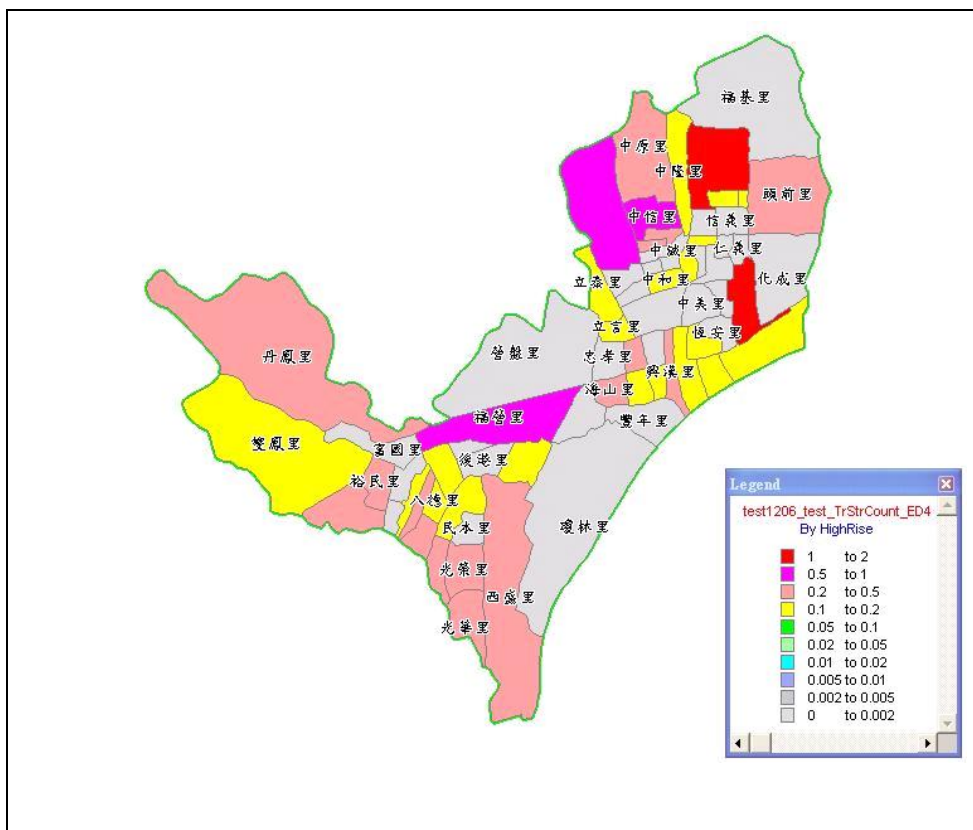 福基里
中原里
中隆里
頭前里
中信里
信義里
中誠里
仁義里
立泰里
中和里
化成里
中美里
立言里
恆安里
營盤里
忠孝里
丹鳳里
興漢里
海山里
福營里
豐年里
雙鳳里
富國里
後港里
裕民里
八德里
民本里
瓊林里
光榮里
西盛里
光華里
Legend
test1206_test_TrStrCount_ED4
By HighRise
1 to 2
0.5 to 1
0.2 to 0.5
0.1 to 0.2
0.05 to 0.1
0.02 to 0.05
0.01 to 0.02
0.005 to 0.01
0.002 to 0.005
0 to 0.002